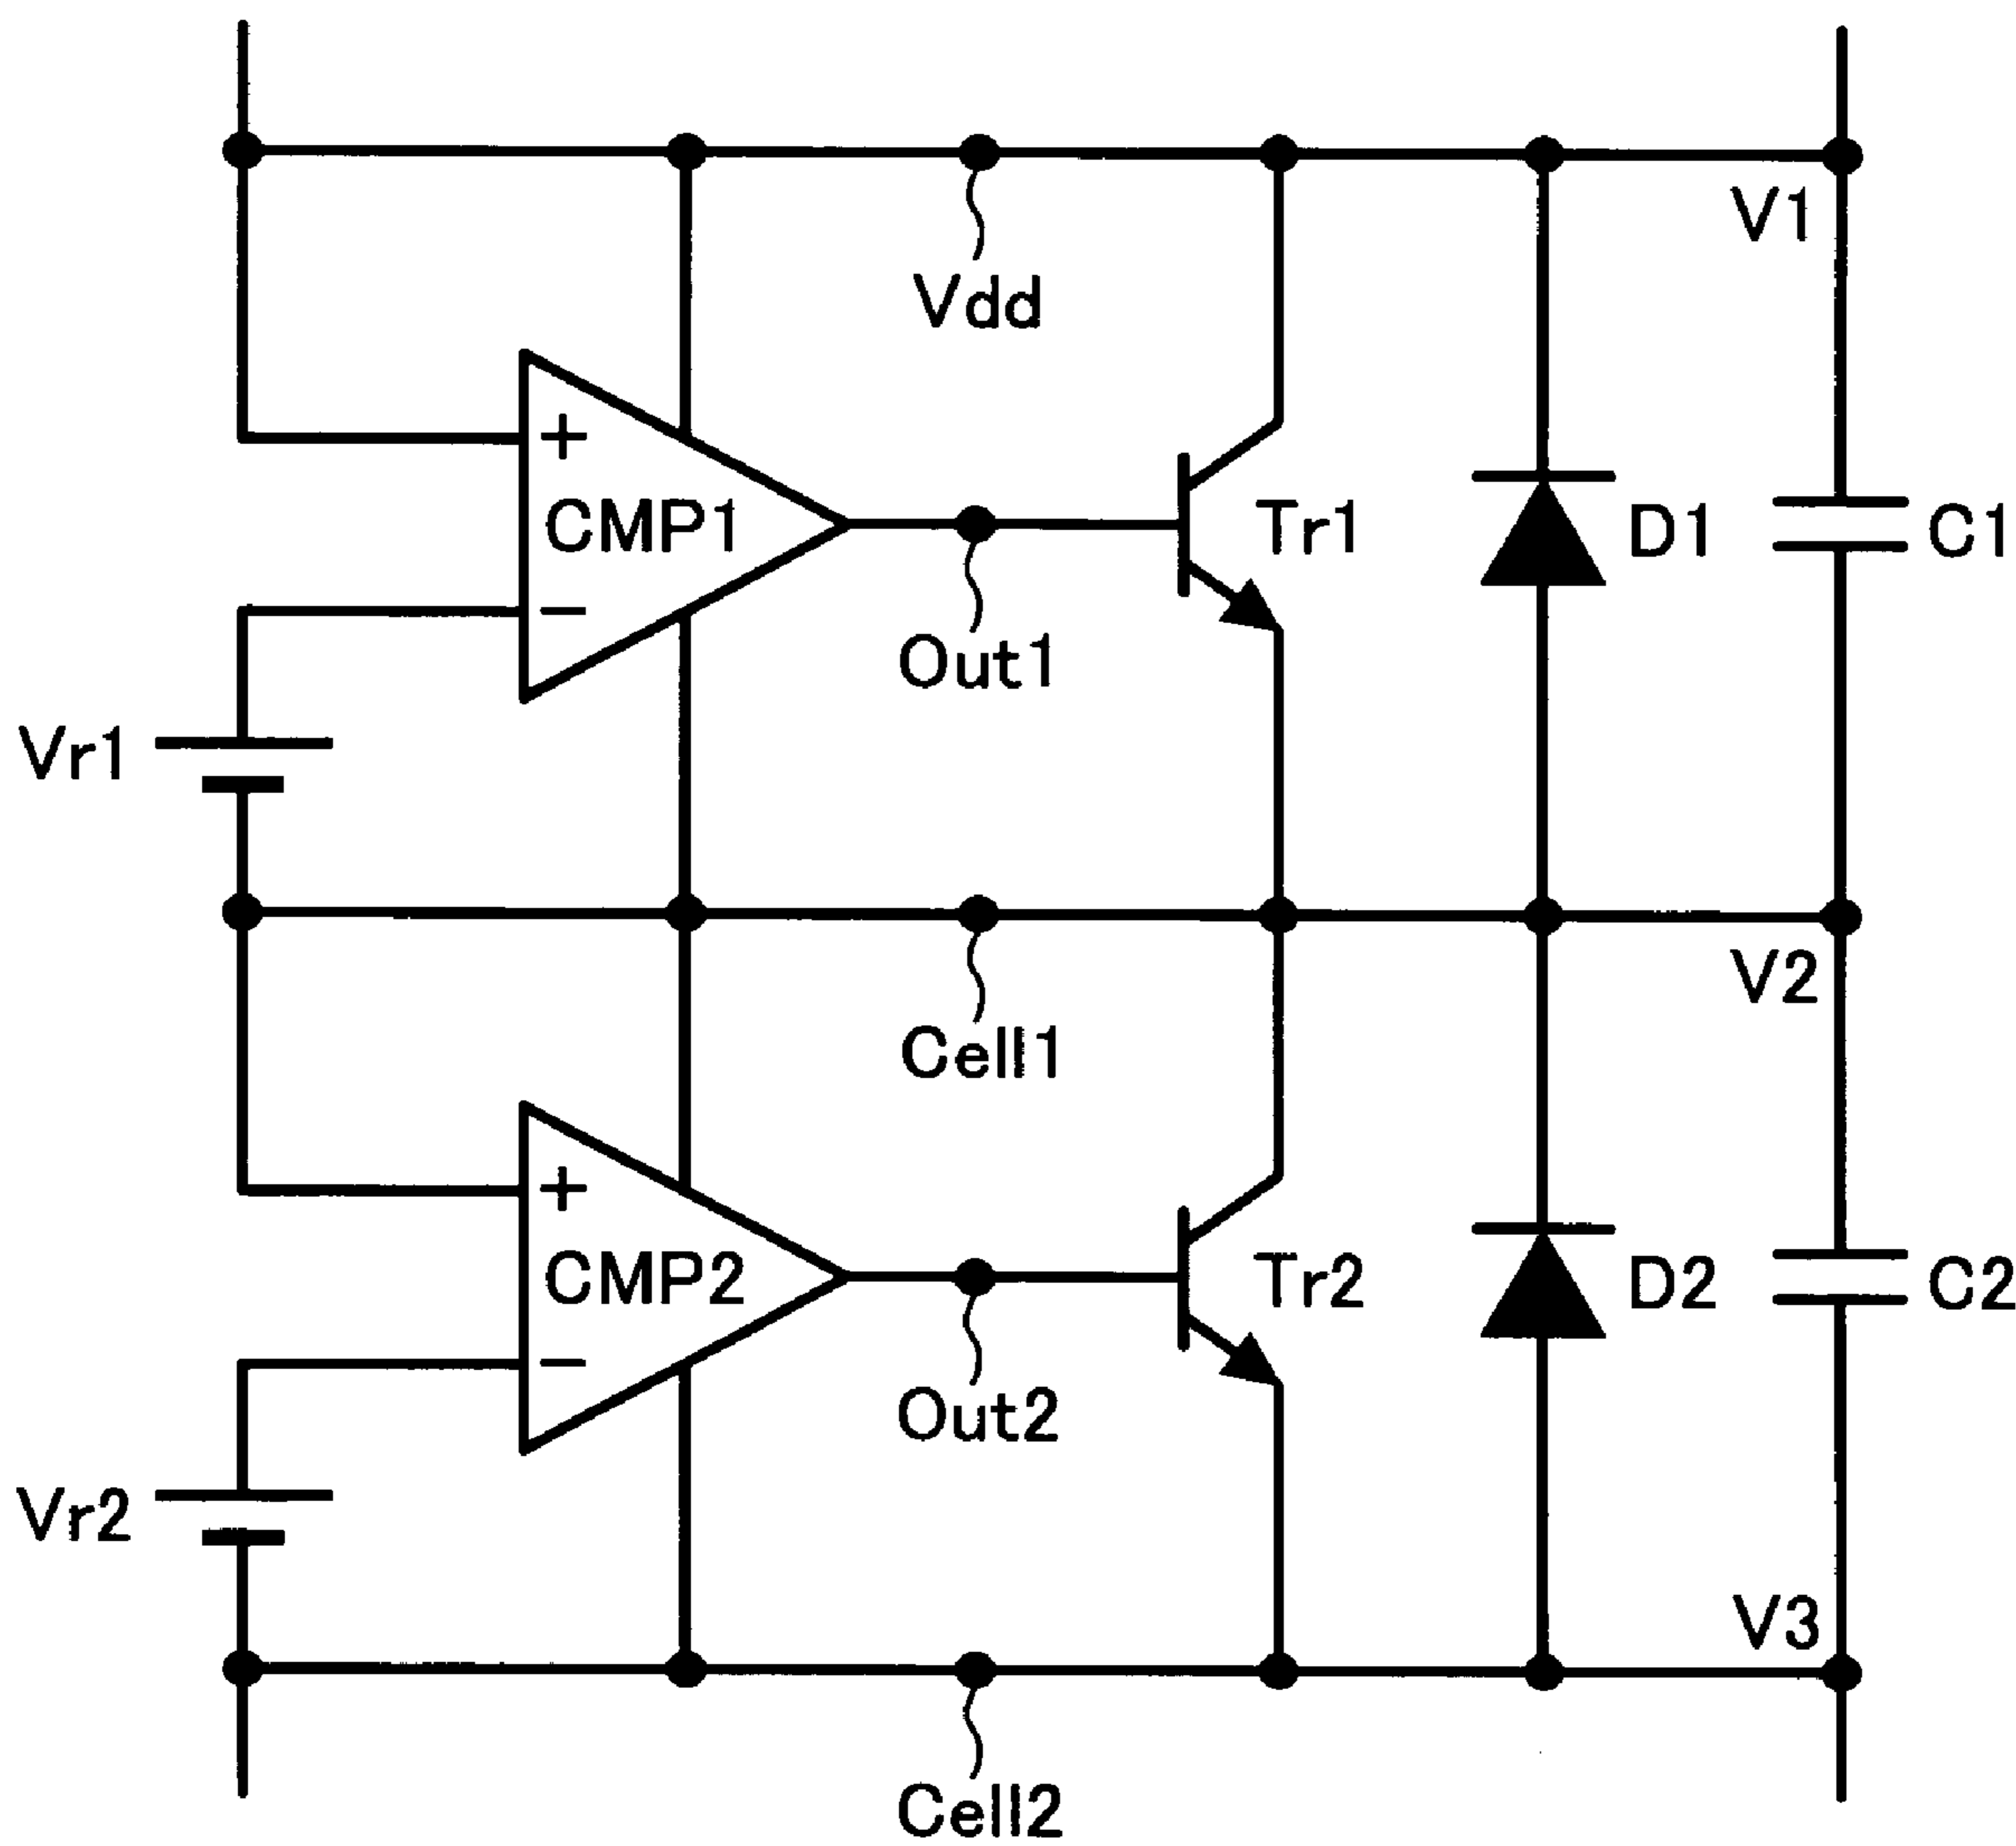 V1
Vdd
+
CMP1
−
Tr1
D1
C1
Out1
Vr1
V2
Cell1
+
CMP2
−
Tr2
D2
C2
Out2
Vr2
V3
Cell2